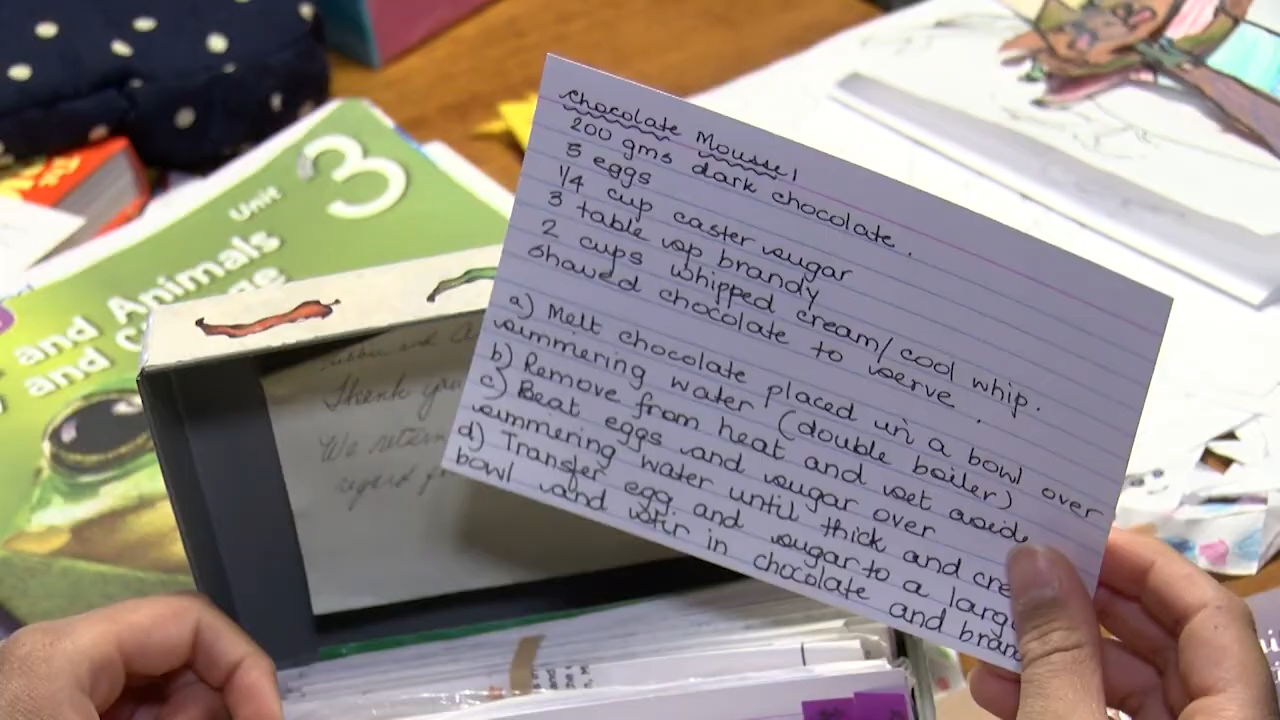 Chocolate Mousse!
200 gms dark chocolate.
5 eggs
1/4 cup caster sugar
3 table sp brandy
2 cups whipped cream/cool whip.
Shaved chocolate to serve.
a) Melt chocolate placed in a bowl over
simmering water (double boiler)
b) Remove from heat and set aside
c) Beat eggs and sugar over
simmering water until thick and cre
d) Transfer egg and sugar to a larg
bowl and stir in chocolate and bran
Unit 3
and Animals
and
Thank you
We return